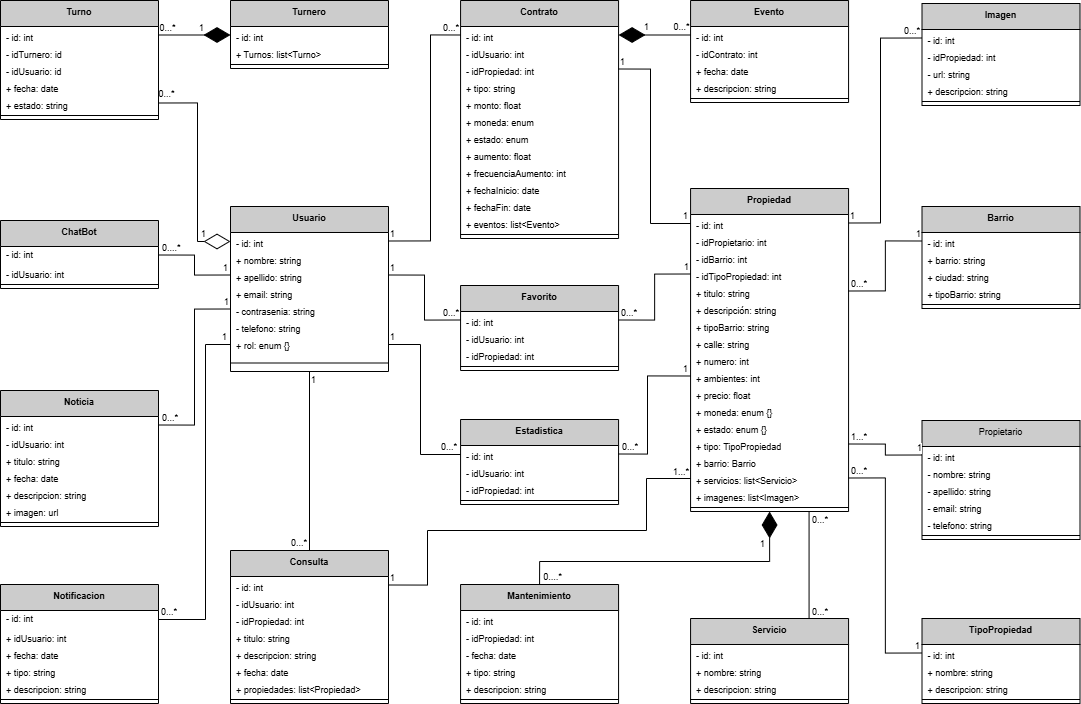 Turno
- id: int
- idTurnero: id
- idUsuario: id
+ fecha: date
+ estado: string
0...*
1
0...*
Turnero
- id: int
+ Turnos: list<Turno>
Contrato
- id: int
- idUsuario: int
- idPropiedad: int
+ tipo: string
+ monto: float
+ moneda: enum
+ estado: enum
+ aumento: float
+ frecuenciaAumento: int
+ fechaInicio: date
+ fechaFin: date
+ eventos: list<Evento>
0...*
1
0...*
1
Evento
- id: int
- idContrato: int
+ fecha: date
+ descripcion: string
Imagen
- id: int
- idPropiedad: int
- url: string
+ descripcion: string
0...*
ChatBot
- id: int
- idUsuario: int
0....*
1
Usuario
- id: int
+ nombre: string
+ apellido: string
+ email: string
- contrasenia: string
- telefono: string
+ rol: enum {}
1
1
1
1
1
1
1
Favorito
- id: int
- idUsuario: int
- idPropiedad: int
0...*
0...*
Propiedad
- id: int
- idPropietario: int
- idBarrio: int
- idTipoPropiedad: int
+ titulo: string
+ descripción: string
+ tipoBarrio: string
+ calle: string
+ numero: int
+ ambientes: int
+ precio: float
+ moneda: enum {}
+ estado: enum {}
+ tipo: TipoPropiedad
+ barrio: Barrio
+ servicios: list<Servicio>
+ imagenes: list<Imagen>
1
1
1
1...*
1
0...*
1...*
0...*
1
0...*
Barrio
- id: int
+ barrio: string
+ ciudad: string
+ tipoBarrio: string
1
Noticia
- id: int
- idUsuario: int
+ titulo: string
+ fecha: date
+ descripcion: string
+ imagen: url
0...*
Estadistica
- id: int
- idUsuario: int
- idPropiedad: int
0...*
0...*
Propietario
- id: int
- nombre: string
- apellido: string
- email: string
- telefono: string
1
Notificacion
- id: int
+ idUsuario: int
+ fecha: date
+ tipo: string
+ descripcion: string
0...*
Consulta
- id: int
- idUsuario: int
- idPropiedad: int
+ titulo: string
+ descripcion: string
+ fecha: date
+ propiedades: list<Propiedad>
0...*
1
Mantenimiento
- id: int
- idPropiedad: int
- fecha: date
+ tipo: string
+ descripcion: string
0....*
Servicio
- id: int
+ nombre: string
+ descripcion: string
0...*
TipoPropiedad
- id: int
+ nombre: string
+ descripcion: string
1